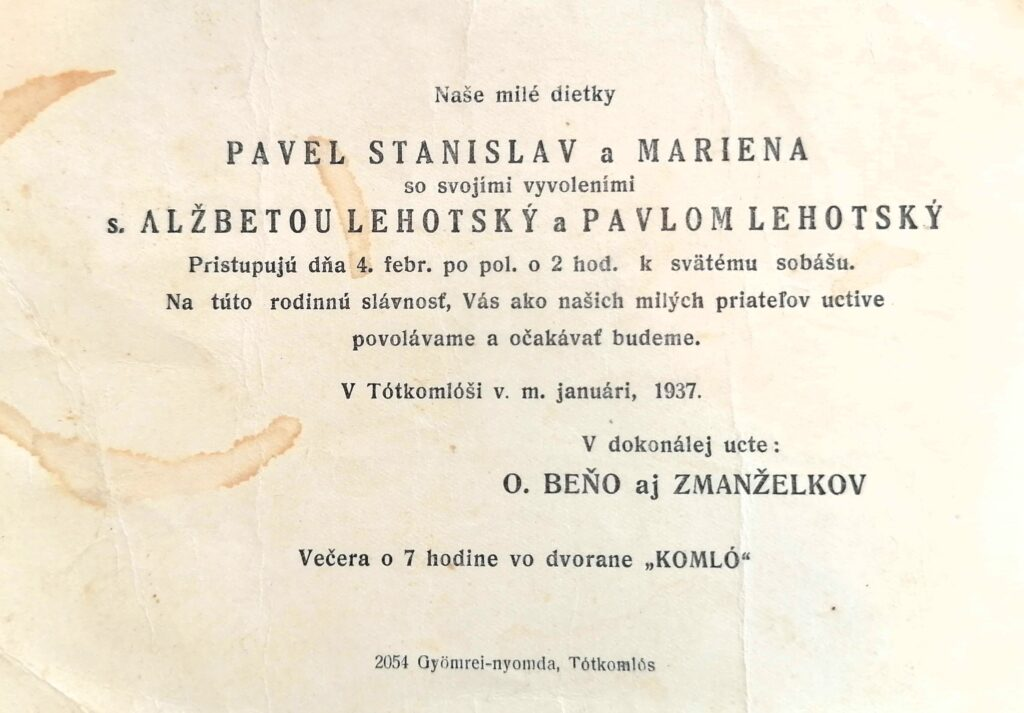 Naše milé dietky
PAVEL STANISLAV a MARIENA
so svojími vyvoleními
s. ALŽBETOU LEHOTSKÝ a PAVLOM LEHOTSKÝ
Pristupujú dňa 4. febr. po pol. o 2 hod. k svätému sobášu.
Na túto rodinnú slávnosť, Vás ako našich milých priateľov uctive
povolávame a očakávať budeme.
V Tótkomlóši v. m. januári, 1937.
V dokonálej ucte:
O. BEŇO aj ZMANŽELKOV
Večera o 7 hodine vo dvorane „KOMLÓ“
2054 Gyömrei-nyomda, Tótkomlós